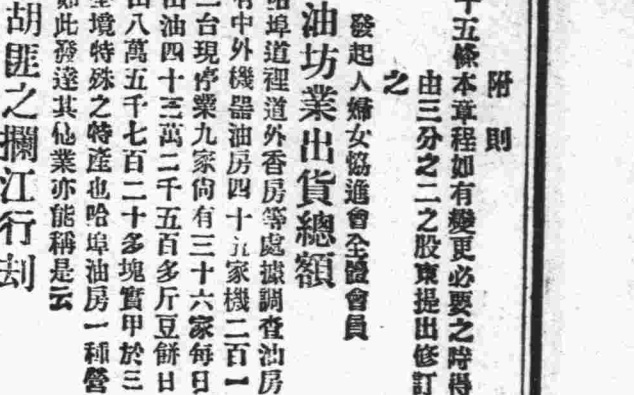 附則
十五條本章程如有變更必要之時得
由三分之二之股東提出修訂
之
發起人婦女協進會全體會員
油坊業出貨總額
哈埠道裡道外香房等處據調查油房
有中外機器油房四十五家機二百一
二台現停業九家尙有三十六家每日
出油四十三萬二千五百多斤豆餅日
出八萬五千七百二十多塊實甲於三
境特殊之特產也哈埠油房一種營
如此發達其他業亦能稱是云
胡匪之攔江行刦